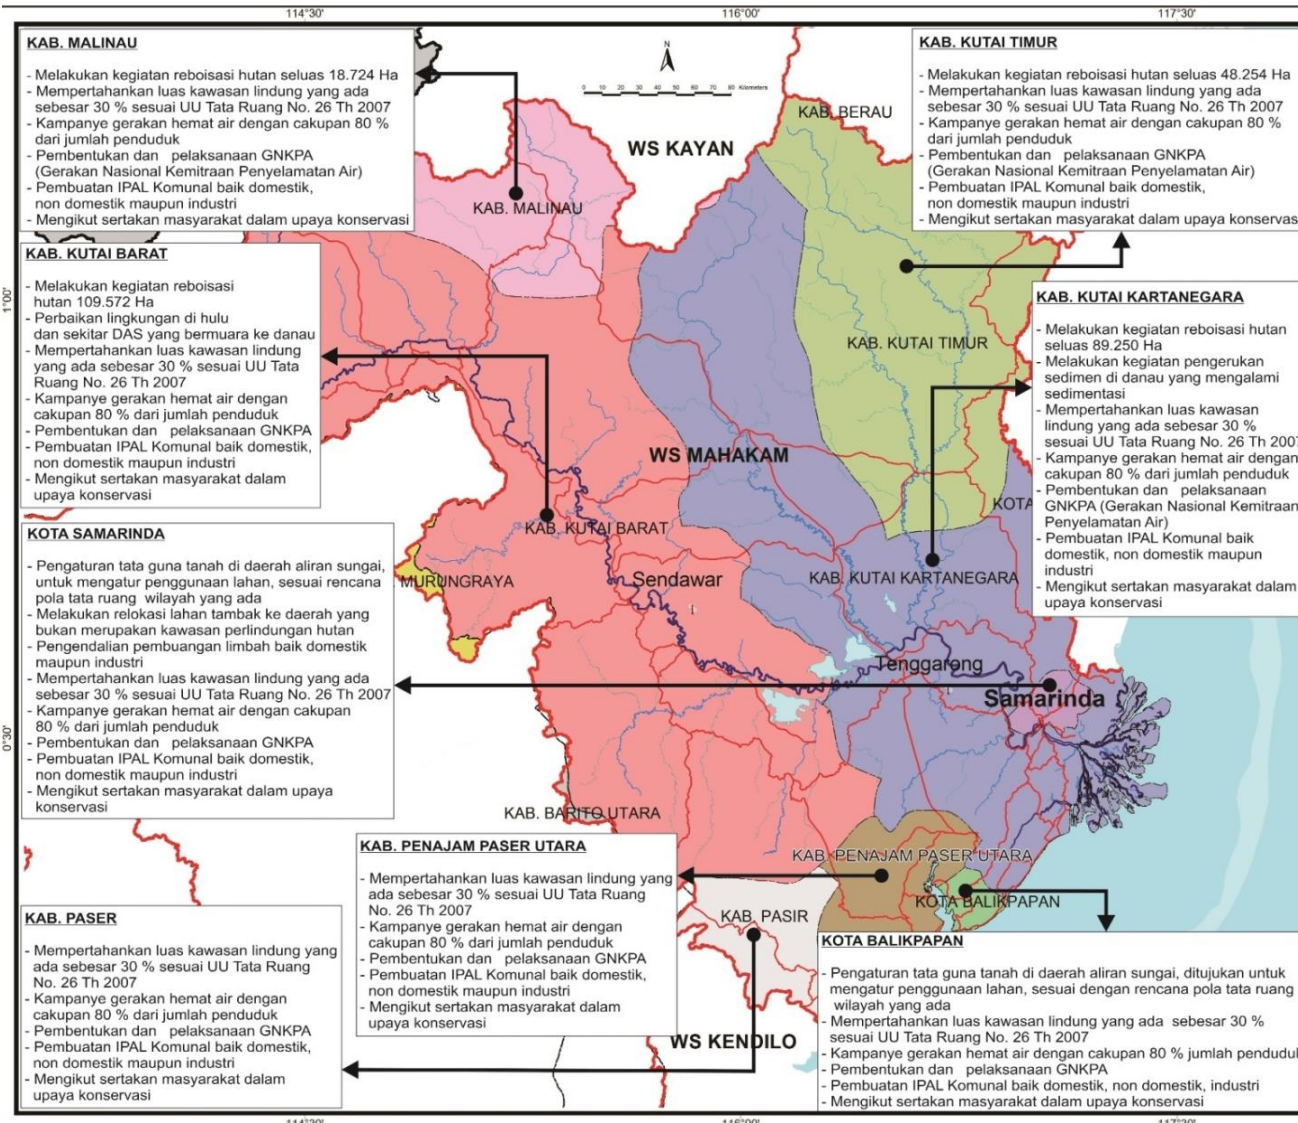 114°30'
116°00'
117°30'
KAB. MALINAU
- Melakukan kegiatan reboisasi hutan seluas 18.724 Ha
- Mempertahankan luas kawasan lindung yang ada
sebesar 30 % sesuai UU Tata Ruang No. 26 Th 2007
- Kampanye gerakan hemat air dengan cakupan 80 %
dari jumlah penduduk
- Pembentukan dan pelaksanaan GNKPA
(Gerakan Nasional Kemitraan Penyelamatan Air)
- Pembuatan IPAL Komunal baik domestik,
non domestik maupun industri
- Mengikut sertakan masyarakat dalam upaya konservasi
N
0 10 20 30 40 50 60 70 80 Kilometers
KAB. KUTAI TIMUR
- Melakukan kegiatan reboisasi hutan seluas 48.254 Ha
- Mempertahankan luas kawasan lindung yang ada
sebesar 30 % sesuai UU Tata Ruang No. 26 Th 2007
- Kampanye gerakan hemat air dengan cakupan 80 %
dari jumlah penduduk
- Pembentukan dan pelaksanaan GNKPA
(Gerakan Nasional Kemitraan Penyelamatan Air)
- Pembuatan IPAL Komunal baik domestik,
non domestik maupun industri
- Mengikut sertakan masyarakat dalam upaya konservas
KAB. BERAU
WS KAYAN
KAB. MALINAU
KAB. KUTAI BARAT
- Melakukan kegiatan reboisasi
hutan 109.572 Ha
- Perbaikan lingkungan di hulu
dan sekitar DAS yang bermuara ke danau
- Mempertahankan luas kawasan lindung
yang ada sebesar 30 % sesuai UU Tata
Ruang No. 26 Th 2007
- Kampanye gerakan hemat air dengan
cakupan 80 % dari jumlah penduduk
- Pembentukan dan pelaksanaan GNKPA
- Pembuatan IPAL Komunal baik domestik,
non domestik maupun industri
- Mengikut sertakan masyarakat dalam
upaya konservasi
1°00'
KAB. KUTAI KARTANEGARA
- Melakukan kegiatan reboisasi hutan
seluas 89.250 Ha
- Melakukan kegiatan pengerukan
sedimen di danau yang mengalami
sedimentasi
- Mempertahankan luas kawasan
lindung yang ada sebesar 30 %
sesuai UU Tata Ruang No. 26 Th 2007
- Kampanye gerakan hemat air dengan
cakupan 80 % dari jumlah penduduk
- Pembentukan dan pelaksanaan
GNKPA (Gerakan Nasional Kemitraan
Penyelamatan Air)
- Pembuatan IPAL Komunal baik
domestik, non domestik maupun
industri
- Mengikut sertakan masyarakat dalam
upaya konservasi
KAB. KUTAI TIMUR
WS MAHAKAM
KOTA
KAB. KUTAI BARAT
KAB. KUTAI KARTANEGARA
MURUNGRAYA
Sendawar
Tenggarong
Samarinda
KOTA SAMARINDA
- Pengaturan tata guna tanah di daerah aliran sungai,
untuk mengatur penggunaan lahan, sesuai rencana
pola tata ruang wilayah yang ada
- Melakukan relokasi lahan tambak ke daerah yang
bukan merupakan kawasan perlindungan hutan
- Pengendalian pembuangan limbah baik domestik
maupun industri
- Mempertahankan luas kawasan lindung yang ada
sebesar 30 % sesuai UU Tata Ruang No. 26 Th 2007
- Kampanye gerakan hemat air dengan cakupan
80 % dari jumlah penduduk
- Pembentukan dan pelaksanaan GNKPA
- Pembuatan IPAL Komunal baik domestik,
non domestik maupun industri
- Mengikut sertakan masyarakat dalam upaya
konservasi
0°30'
KAB. BARITO UTARA
KAB. PENAJAM PASER UTARA
KOTA BALIKPAPAN
KAB. PASIR
KAB. PENAJAM PASER UTARA
- Mempertahankan luas kawasan lindung yang
ada sebesar 30 % sesuai UU Tata Ruang
No. 26 Th 2007
- Kampanye gerakan hemat air dengan
cakupan 80 % dari jumlah penduduk
- Pembentukan dan pelaksanaan GNKPA
- Pembuatan IPAL Komunal baik domestik,
non domestik maupun industri
- Mengikut sertakan masyarakat dalam
upaya konservasi
KAB. PASER
- Mempertahankan luas kawasan lindung yang
ada sebesar 30 % sesuai UU Tata Ruang
No. 26 Th 2007
- Kampanye gerakan hemat air dengan
cakupan 80 % dari jumlah penduduk
- Pembentukan dan pelaksanaan GNKPA
- Pembuatan IPAL Komunal baik domestik,
non domestik maupun industri
- Mengikut sertakan masyarakat dalam
upaya konservasi
WS KENDILO
KOTA BALIKPAPAN
- Pengaturan tata guna tanah di daerah aliran sungai, ditujukan untuk
mengatur penggunaan lahan, sesuai dengan rencana pola tata ruang
wilayah yang ada
- Mempertahankan luas kawasan lindung yang ada sebesar 30 %
sesuai UU Tata Ruang No. 26 Th 2007
- Kampanye gerakan hemat air dengan cakupan 80 % jumlah penduduk
- Pembentukan dan pelaksanaan GNKPA
- Pembuatan IPAL Komunal baik domestik, non domestik, industri
- Mengikut sertakan masyarakat dalam upaya konservasi
114°30'
116°00'
117°30'